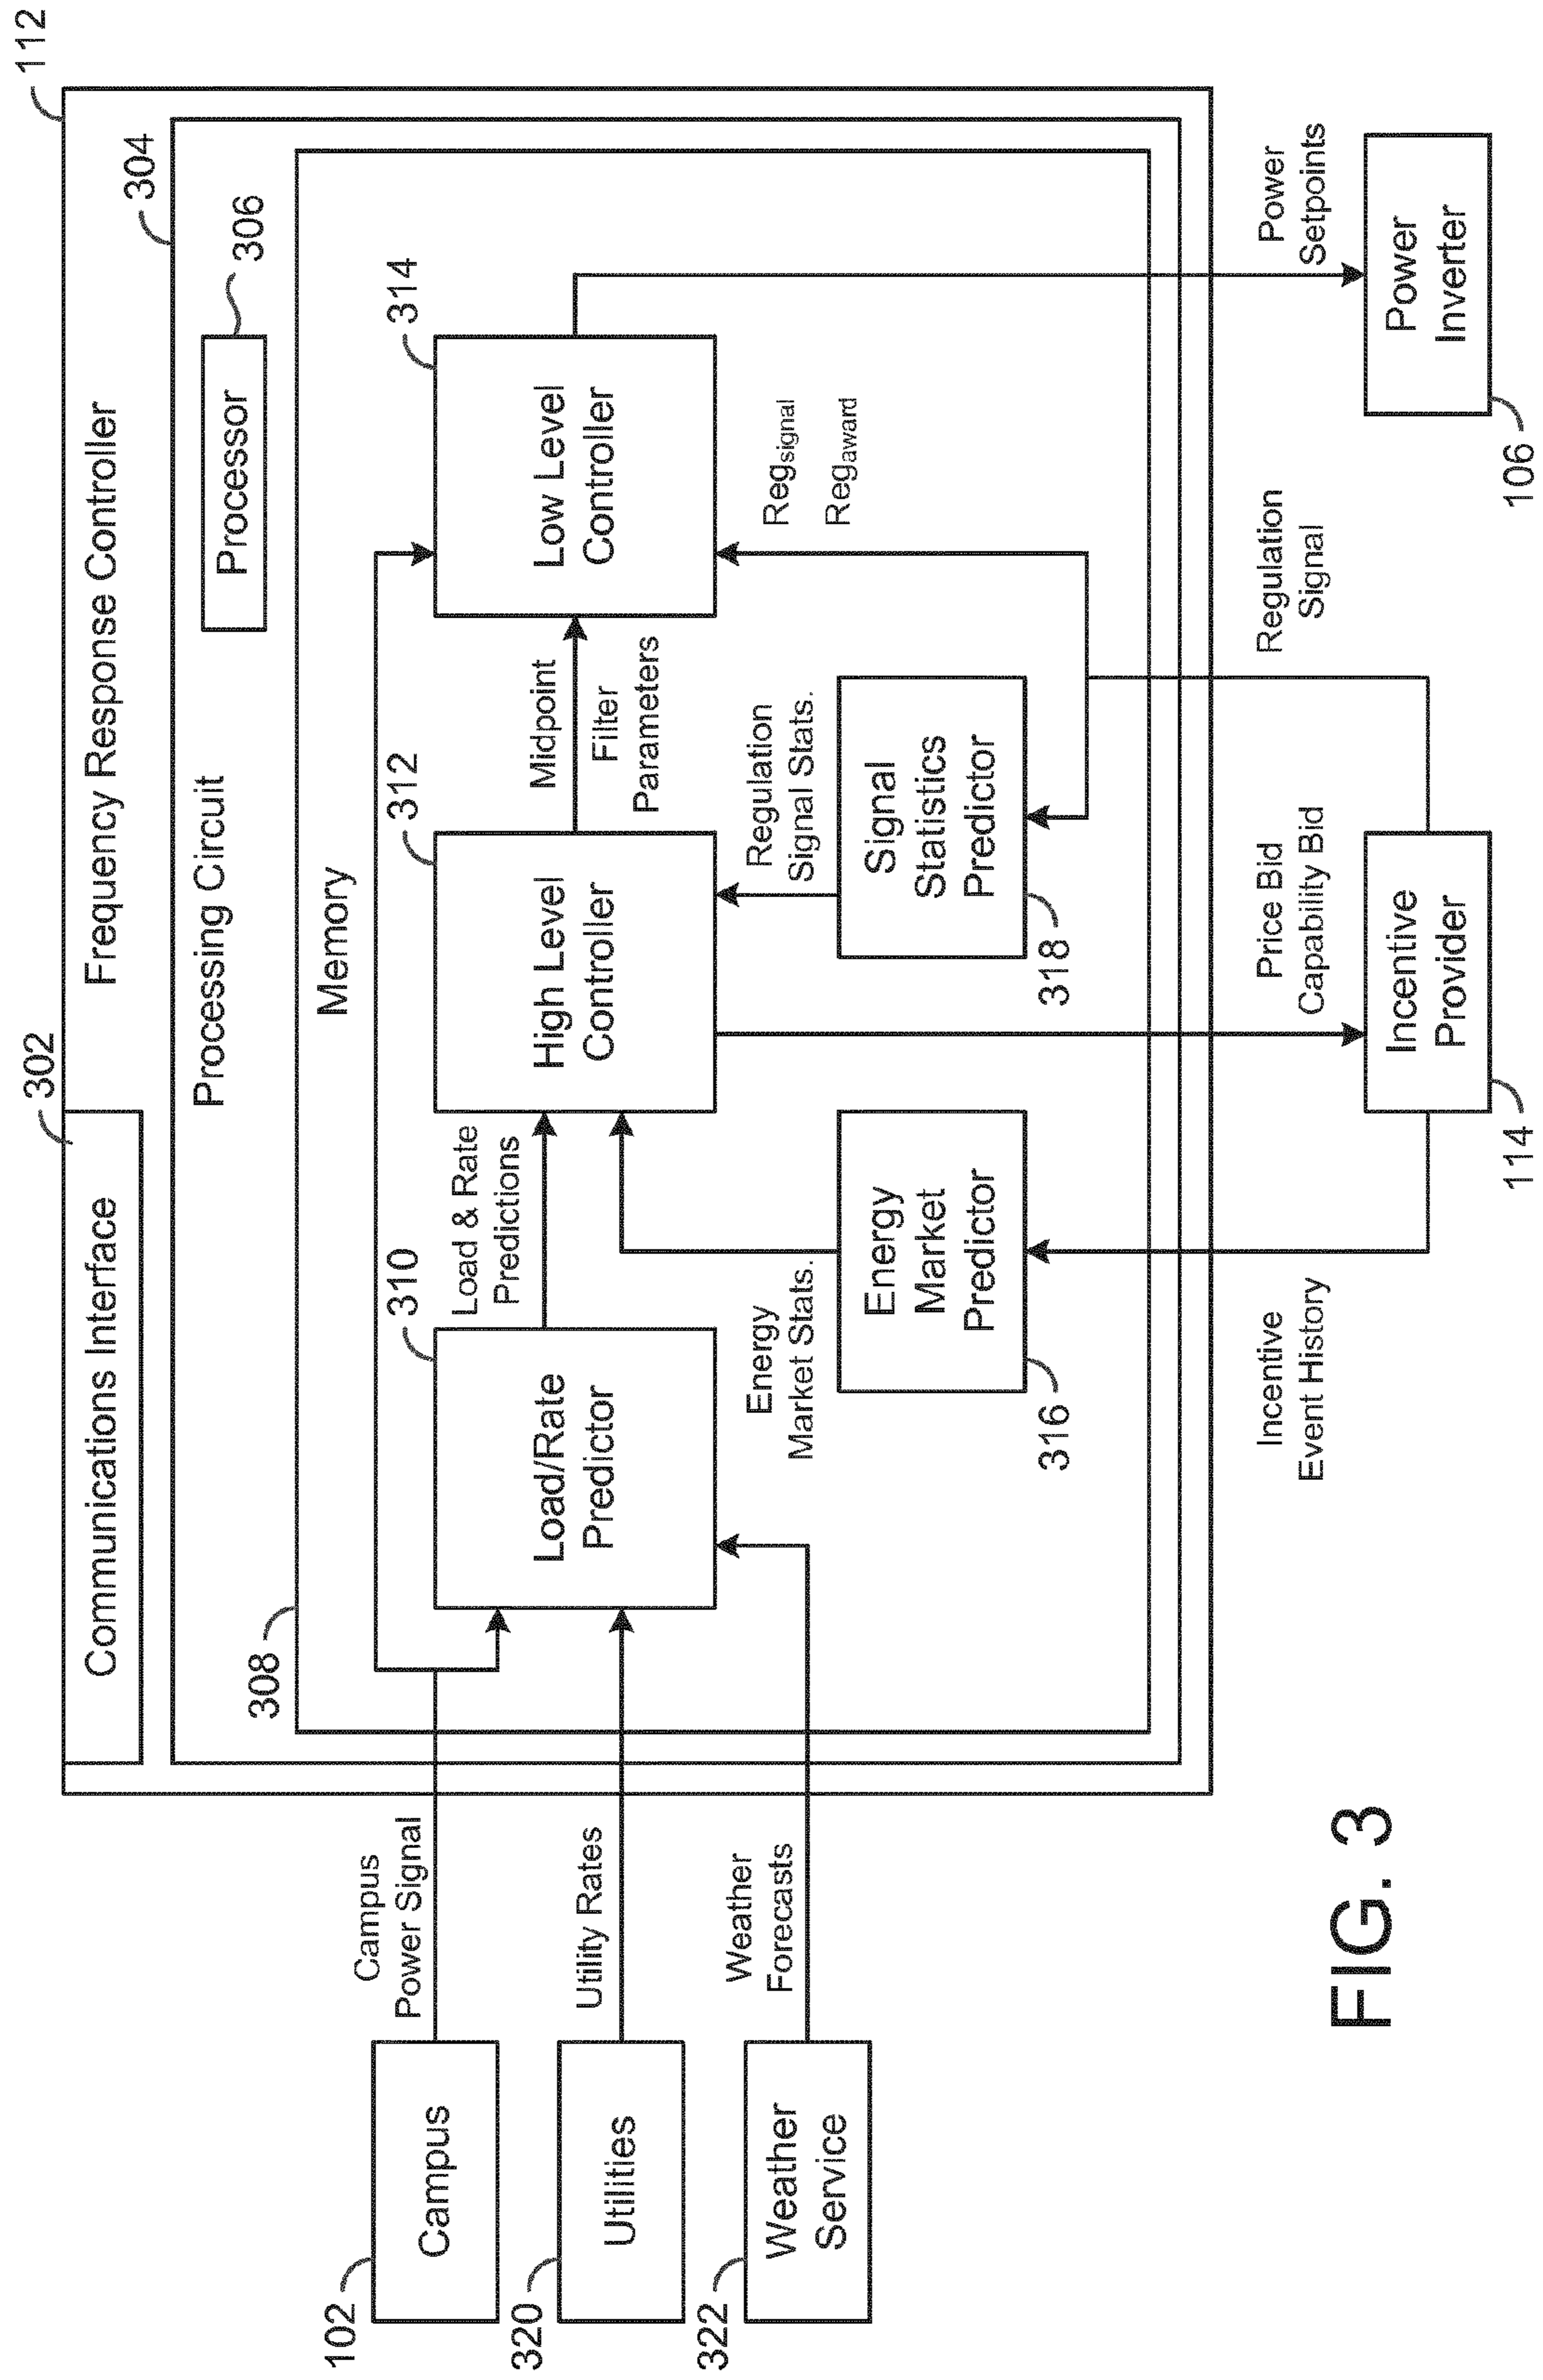 112
Frequency Response Controller
302
Communications Interface
304
Processing Circuit
306
Processor
308
Memory
Campus
Power Signal
102
Campus
Utility Rates
320
Utilities
Weather
Forecasts
322
Weather
Service
310
Load/Rate
Predictor
Load & Rate
Predictions
312
High Level
Controller
Midpoint
Filter
Parameters
314
Low Level
Controller
Energy
Market Stats.
Energy
Market
Predictor
316
Regulation
Signal Stats.
Signal
Statistics
Predictor
318
Regsignal
Regaward
Incentive
Event History
Price Bid
Capability Bid
Regulation
Signal
Power
Setpoints
Incentive
Provider
114
Power
Inverter
106
FIG. 3